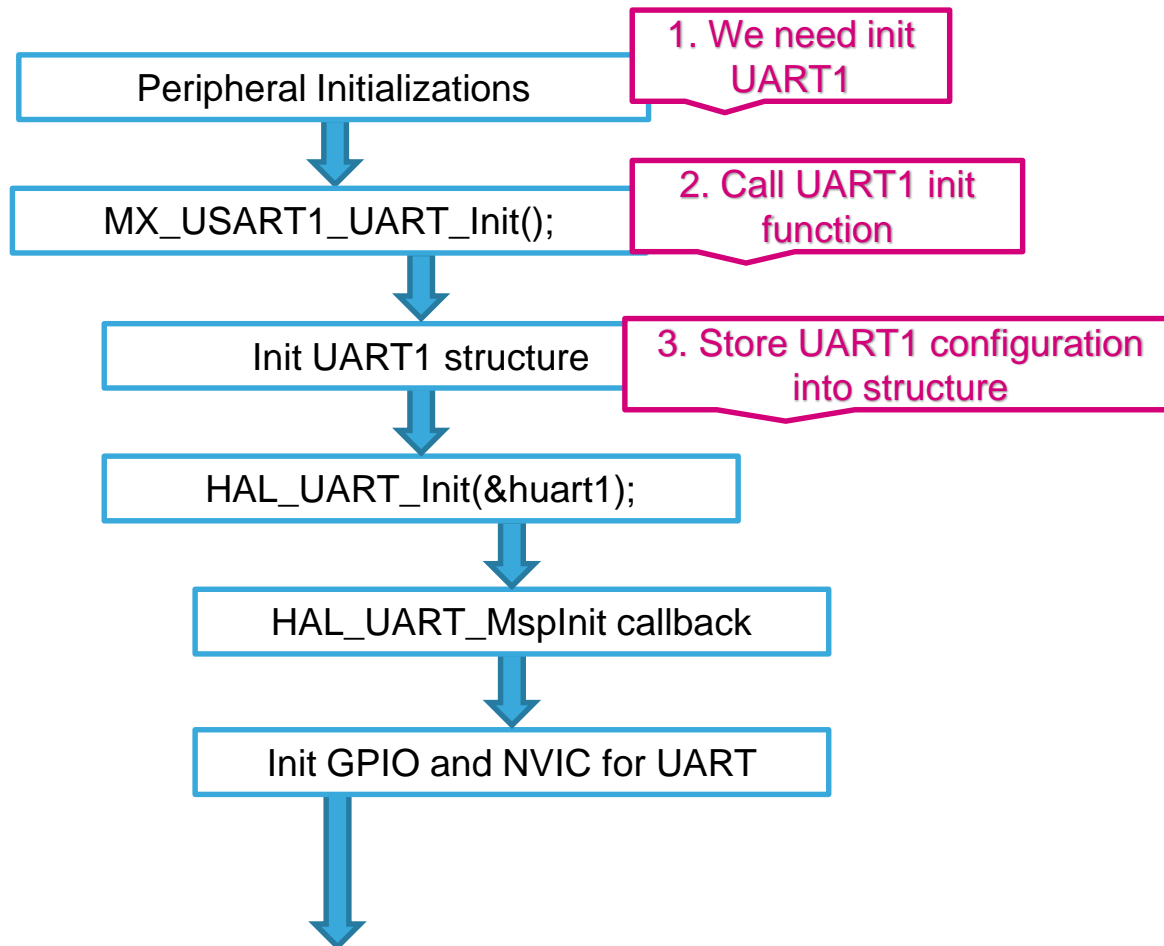 1. We need init
UART1
Peripheral Initializations
2. Call UART1 init
function
MX_USART1_UART_Init();
3. Store UART1 configuration
into structure
Init UART1 structure
HAL_UART_Init(&huart1);
HAL_UART_MspInit callback
Init GPIO and NVIC for UART